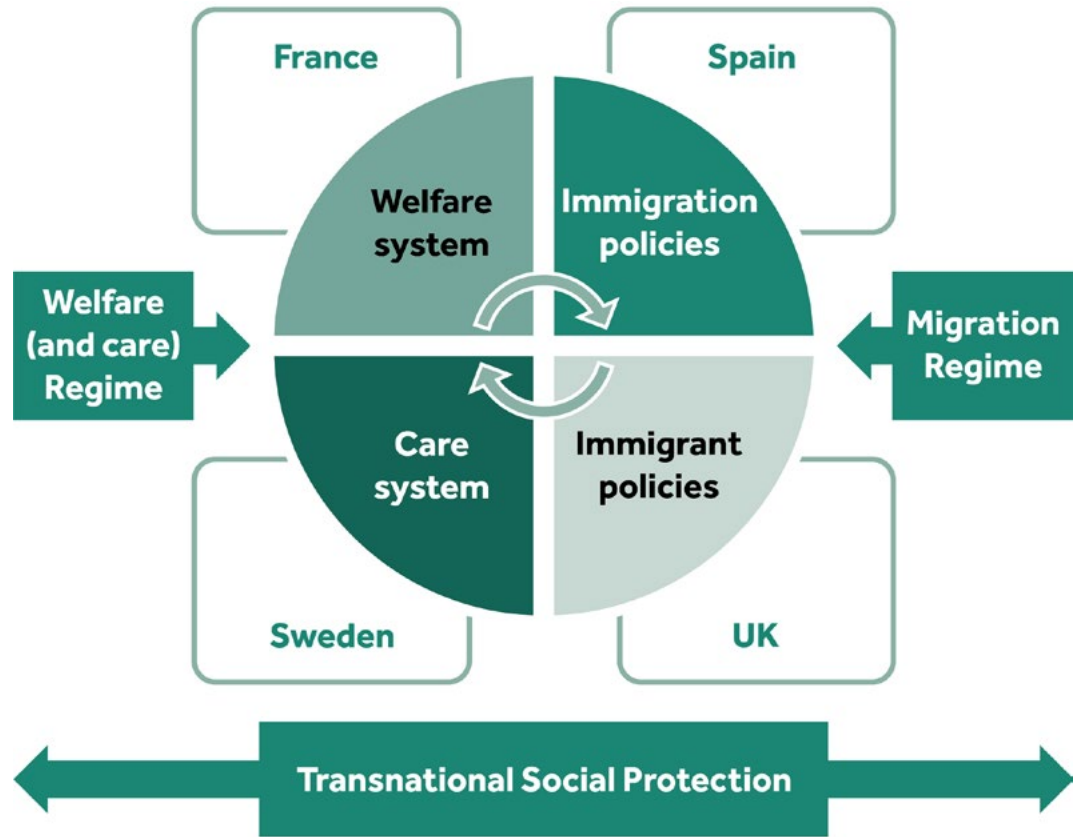 France
Spain
Welfare
system
Immigration
policies
Welfare
(and care)
Regime
Migration
Regime
Care
system
Immigrant
policies
Sweden
UK
Transnational Social Protection